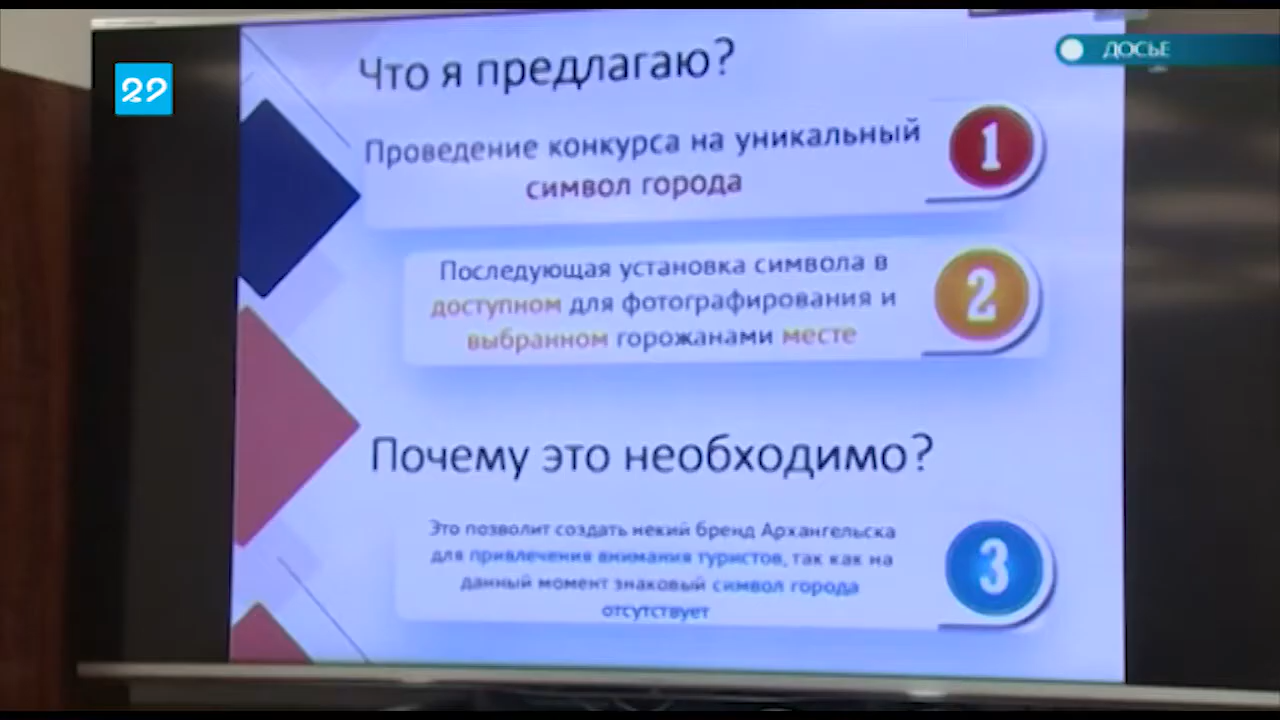 29
ДОСЬЕ
Что я предлагаю?
Проведение конкурса на уникальный
символ города
1
Последующая установка символа в
доступном для фотографирования и
выбранном горожанами месте
2
Почему это необходимо?
Это позволит создать некий бренд Архангельска
для привлечения внимания туристов, так как на
данный момент знаковый символ города
отсутствует
3